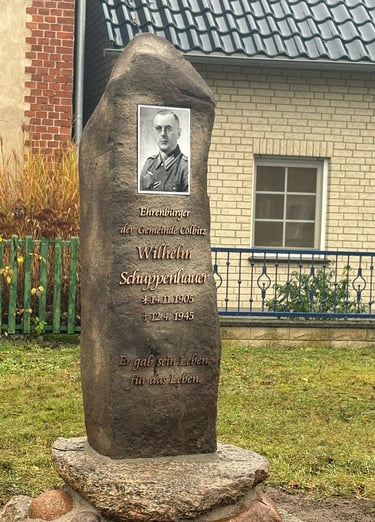 Ehrenbürger
der Gemeinde Colbitz
Wilhelm
Schuppenhauer
* 14.11.1905
† 12.4.1945
Er gab sein Leben
für das Leben.